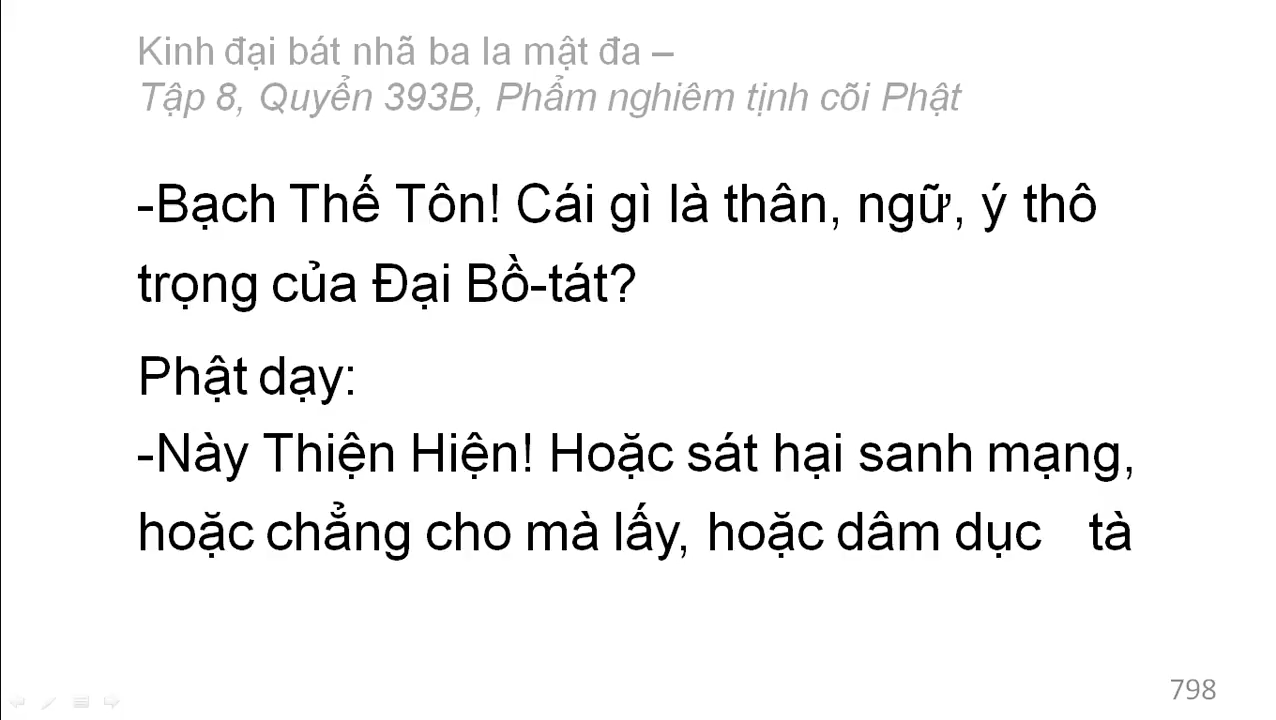 Kinh đại bát nhã ba la mật đa –
Tập 8, Quyển 393B, Phẩm nghiêm tịnh cõi Phật
-Bạch Thế Tôn! Cái gì là thân, ngữ, ý thô
trọng của Đại Bồ-tát?
Phật dạy:
-Này Thiện Hiện! Hoặc sát hại sanh mạng,
hoặc chẳng cho mà lấy, hoặc dâm dục tà
798